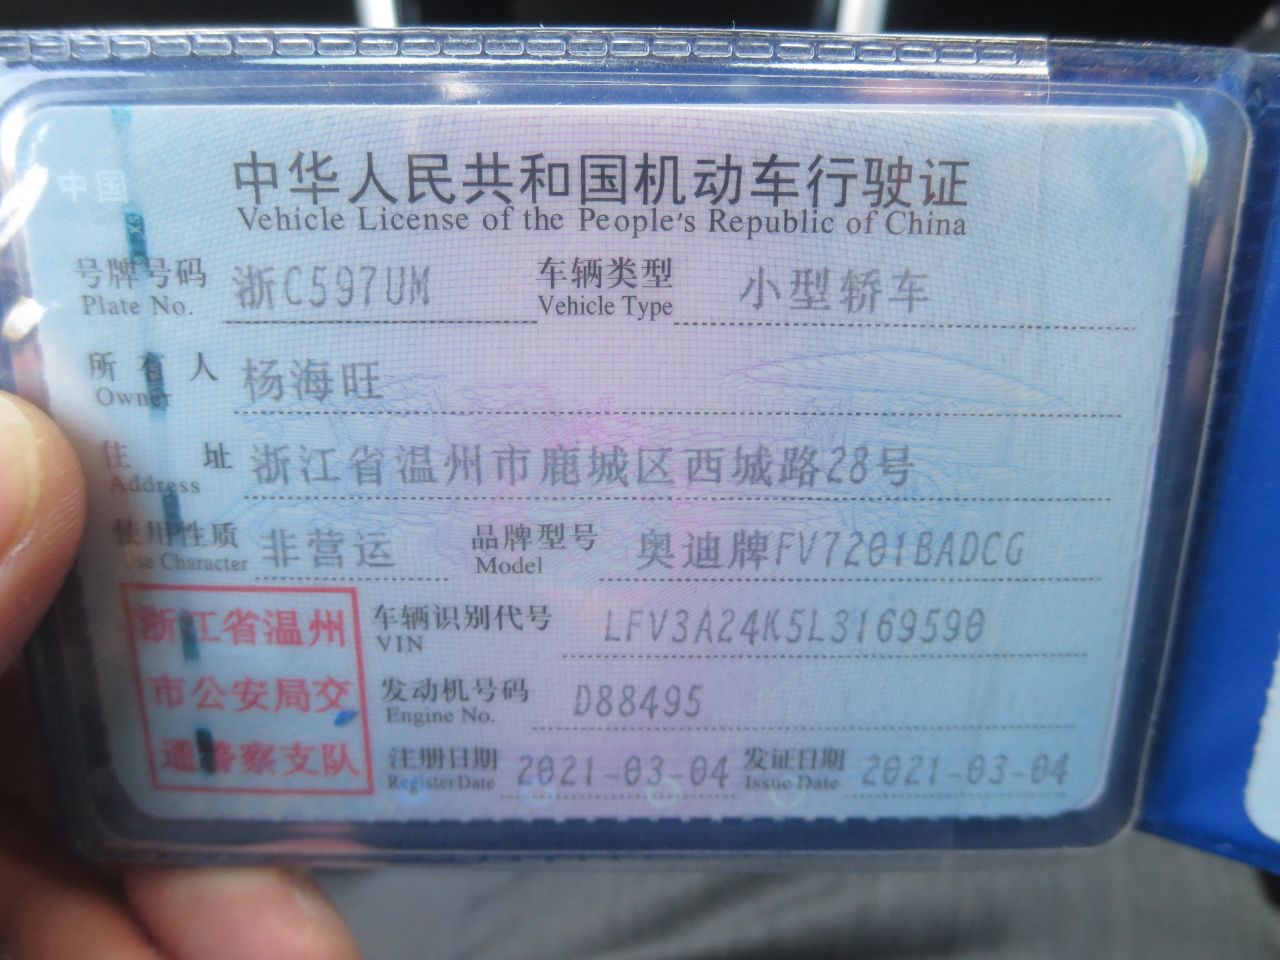 中国
中华人民共和国机动车行驶证
Vehicle License of the People's Republic of China
号牌号码 浙C597UM 车辆类型 小型轿车
Plate No. Vehicle Type
所有人 杨海旺
Owner
住址 浙江省温州市鹿城区西城路28号
Address
使用性质 非营运 品牌型号 奥迪牌FV7201BADCG
Use Character Model
浙江省温州
市公安局交
通警察支队
车辆识别代号 LFV3A24K5L3169590
VIN
发动机号码 D88495
Engine No.
注册日期 2021-03-04 发证日期 2021-03-04
Register Date Issue Date